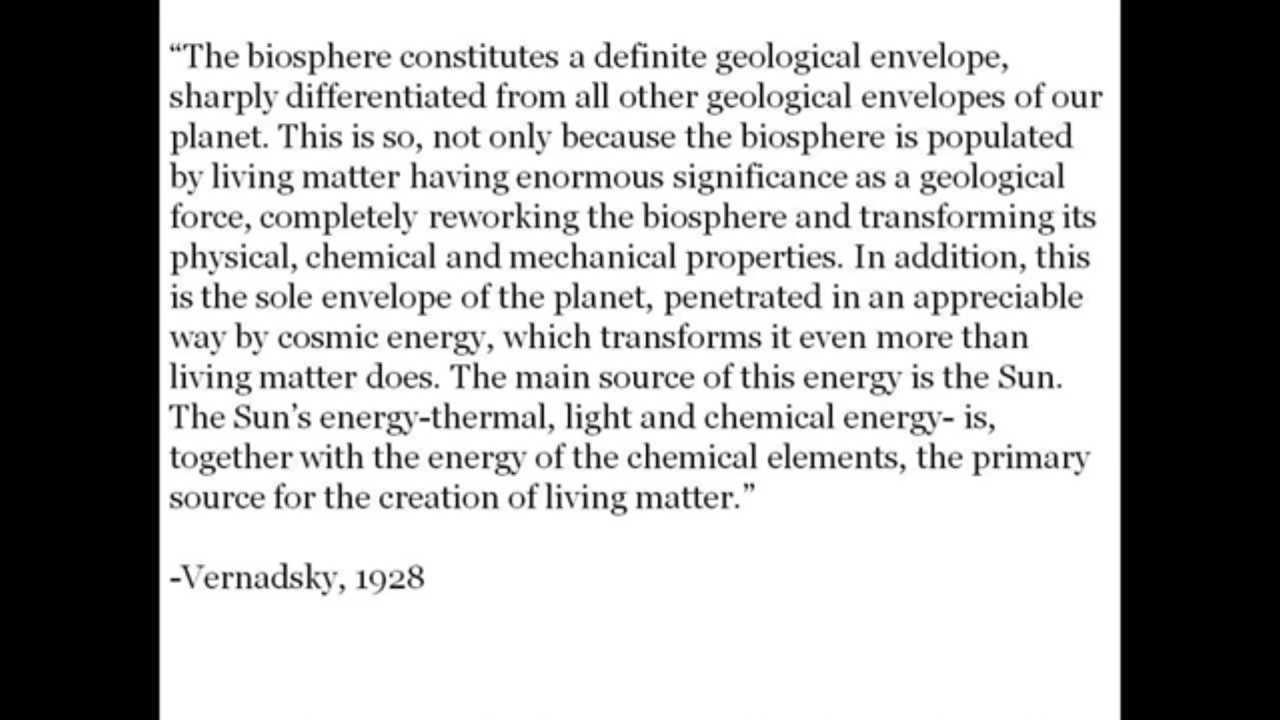 “The biosphere constitutes a definite geological envelope,
sharply differentiated from all other geological envelopes of our
planet. This is so, not only because the biosphere is populated
by living matter having enormous significance as a geological
force, completely reworking the biosphere and transforming its
physical, chemical and mechanical properties. In addition, this
is the sole envelope of the planet, penetrated in an appreciable
way by cosmic energy, which transforms it even more than
living matter does. The main source of this energy is the Sun.
The Sun’s energy-thermal, light and chemical energy- is,
together with the energy of the chemical elements, the primary
source for the creation of living matter.”
-Vernadsky, 1928